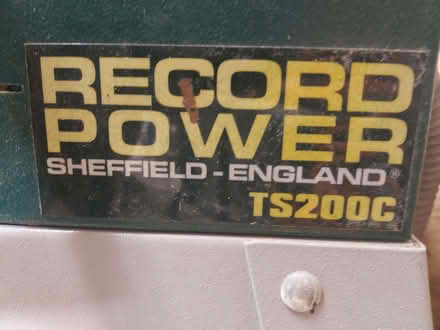 RECORD
POWER
SHEFFIELD - ENGLAND®
TS200C